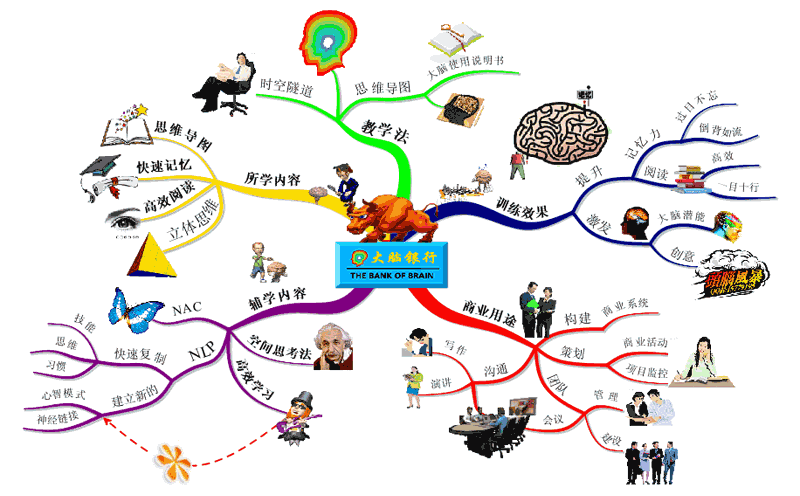 大脑银行
THE BANK OF BRAIN
教学法
时空隧道
思维导图
大脑使用说明书
训练效果
提升
记忆力
过目不忘
倒背如流
阅读
高效
一目十行
激发
大脑潜能
创意
頭腦風暴
商业用途
构建
商业系统
策划
商业活动
项目监控
团队
管理
建设
沟通
写作
演讲
会议
辅学内容
NAC
NLP
快速复制
技能
思维
习惯
建立新的
心智模式
神经链接
空间思考法
高效学习
所学内容
思维导图
快速记忆
高效阅读
立体思维